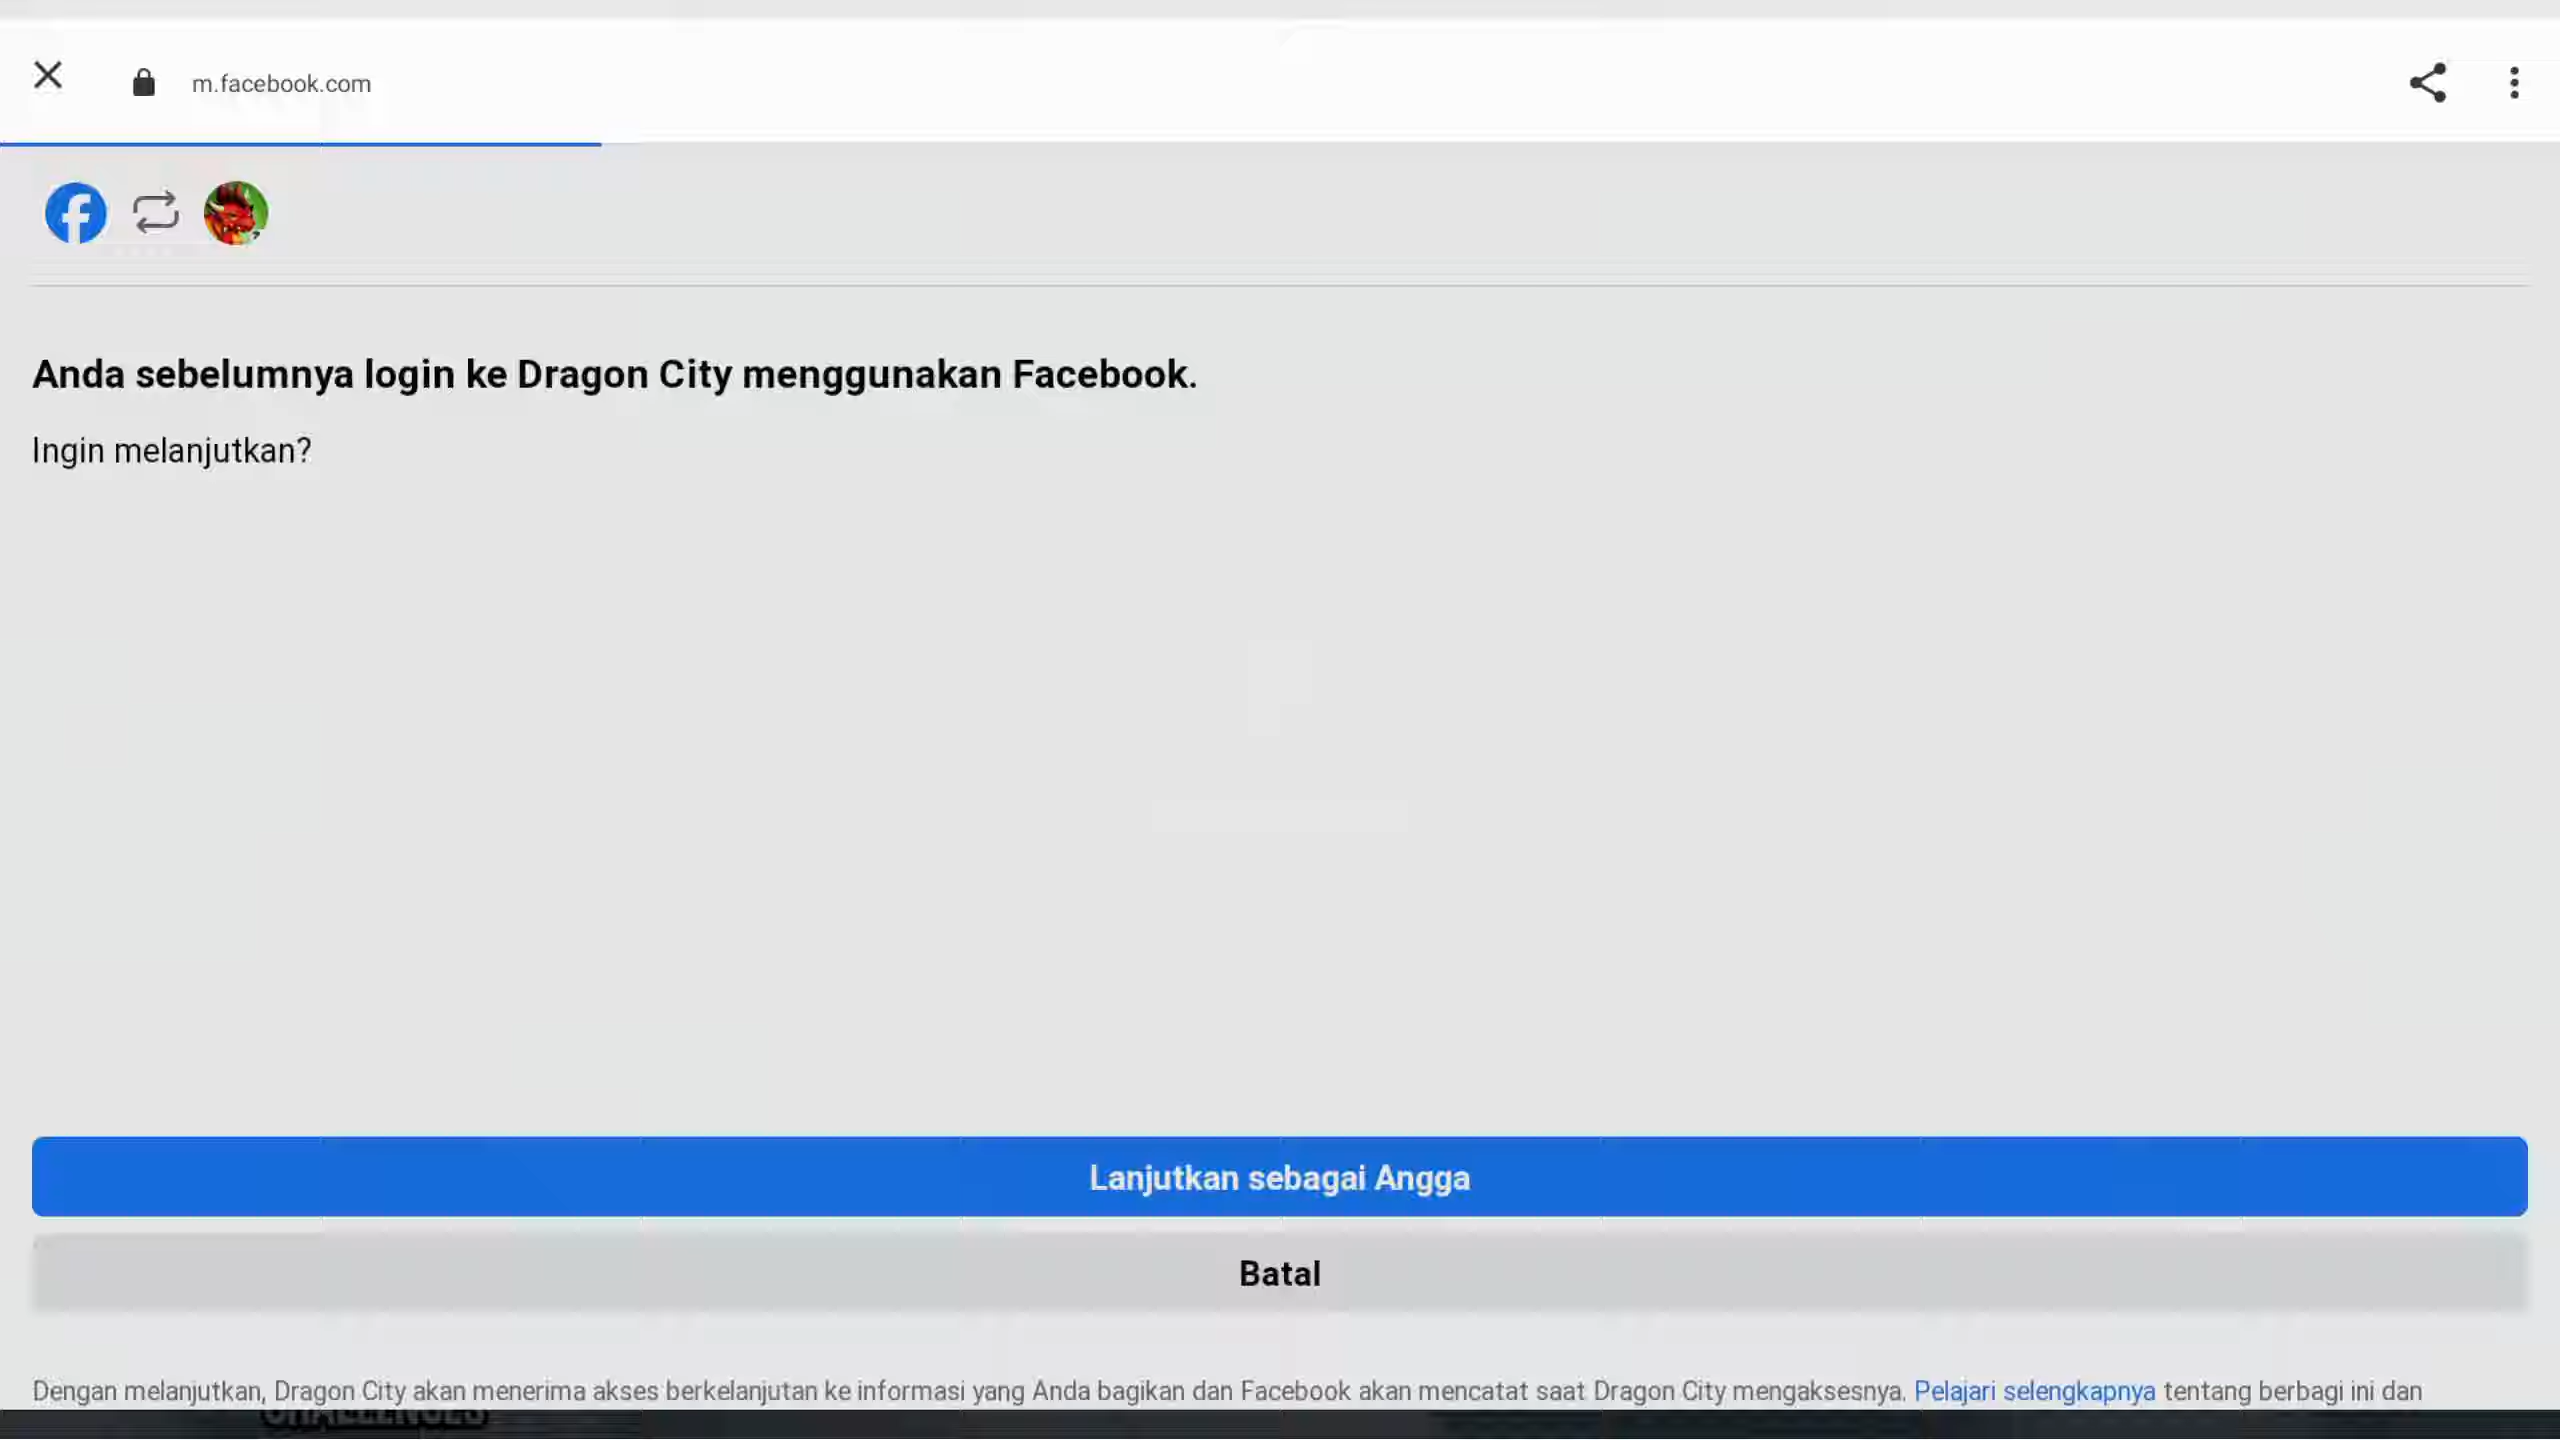 m.facebook.com
Anda sebelumnya login ke Dragon City menggunakan Facebook.
Ingin melanjutkan?
Lanjutkan sebagai Angga
Batal
Dengan melanjutkan, Dragon City akan menerima akses berkelanjutan ke informasi yang Anda bagikan dan Facebook akan mencatat saat Dragon City mengaksesnya. Pelajari selengkapnya tentang berbagi ini dan
CHALLENGES